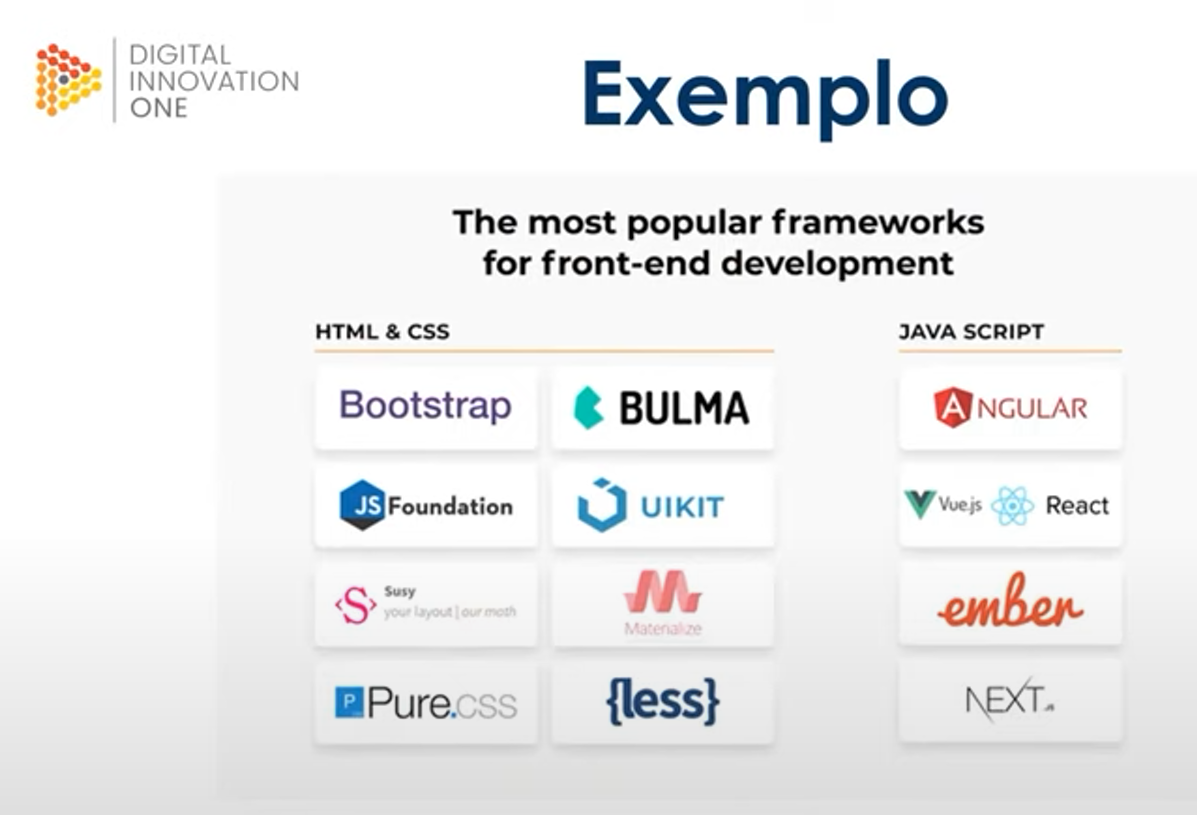 DIGITAL
INNOVATION
ONE
Exemplo
The most popular frameworks
for front-end development
HTML & CSS
Bootstrap
BULMA
JS Foundation
UIKIT
S Susy
your layout | our math
Materialize
P Pure.css
{less}
JAVA SCRIPT
ANGULAR
Vue.js React
ember
NEXT.JS